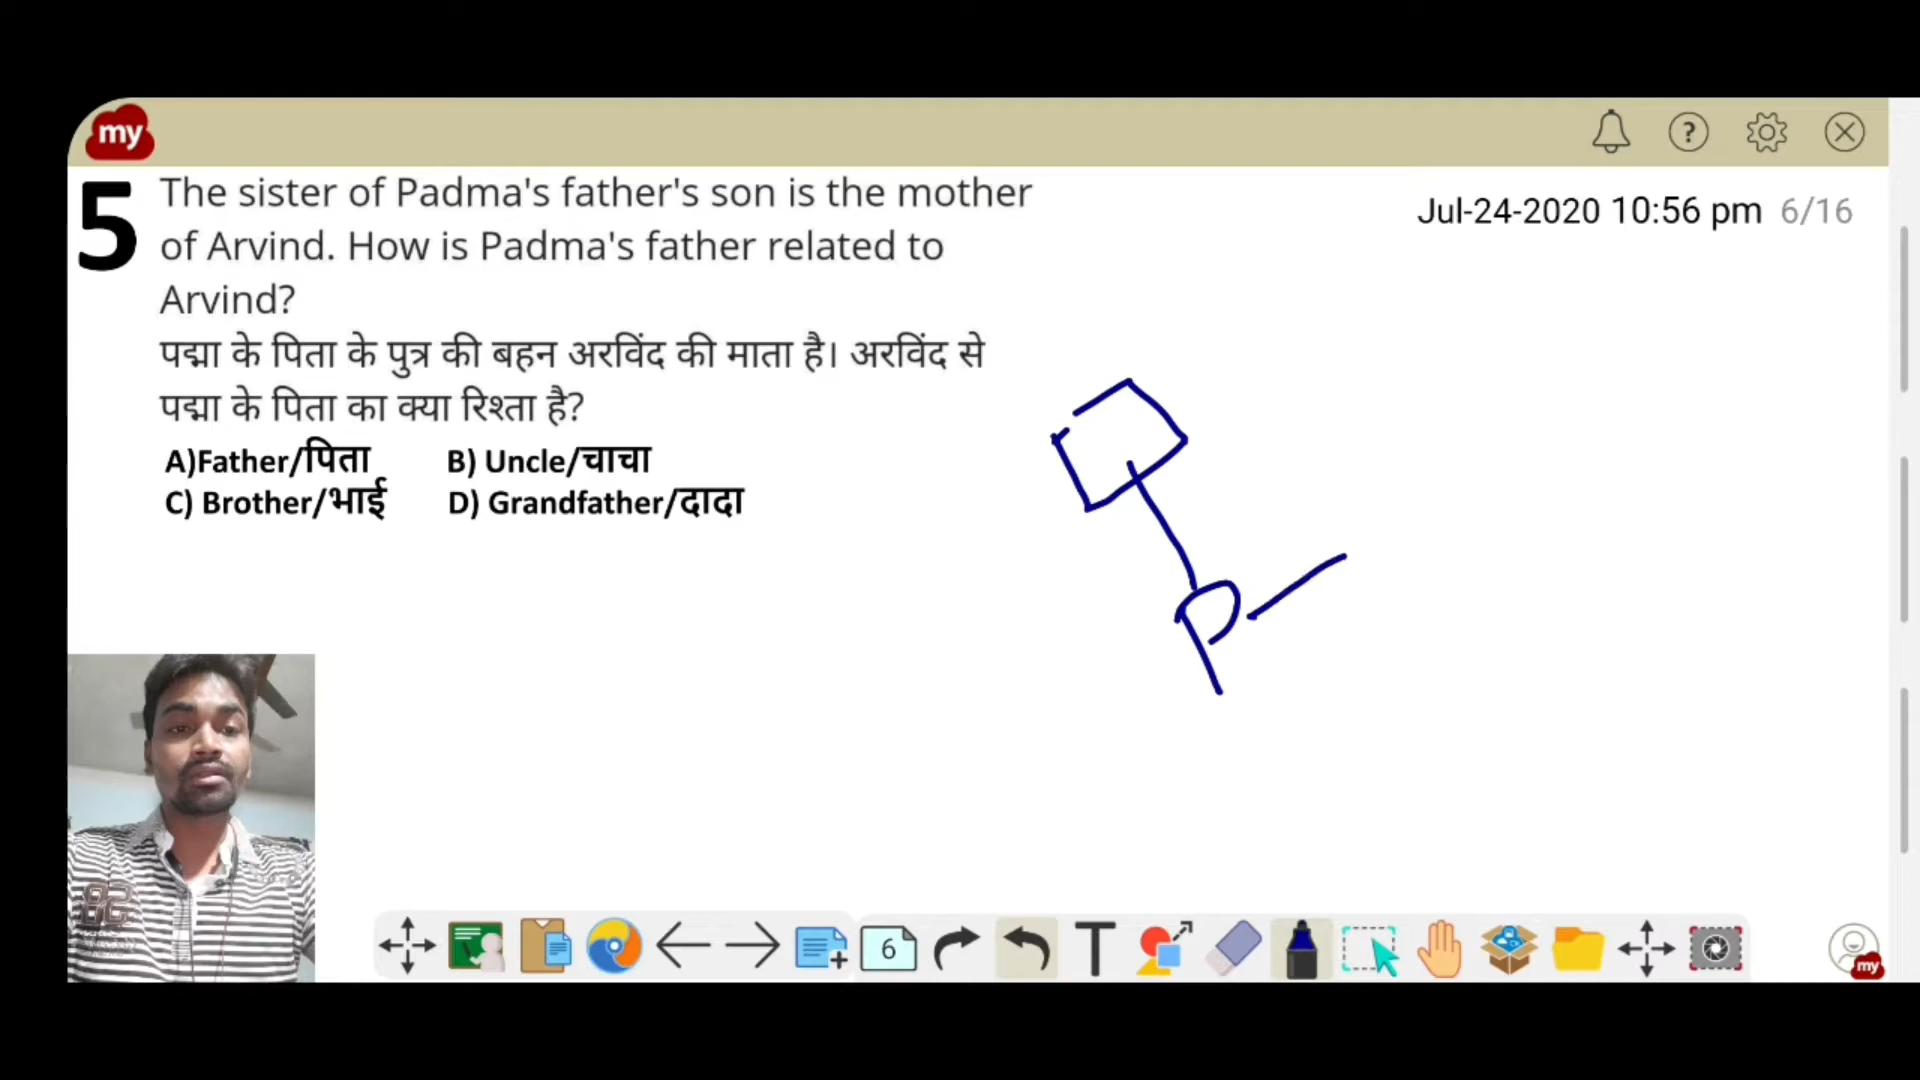 my
5
The sister of Padma's father's son is the mother
of Arvind. How is Padma's father related to
Arvind?
पद्मा के पिता के पुत्र की बहन अरविंद की माता है। अरविंद से
पद्मा के पिता का क्या रिश्ता है?
A)Father/पिता B) Uncle/चाचा
C) Brother/भाई D) Grandfather/दादा
Jul-24-2020 10:56 pm 6/16
P
82
6
T
my